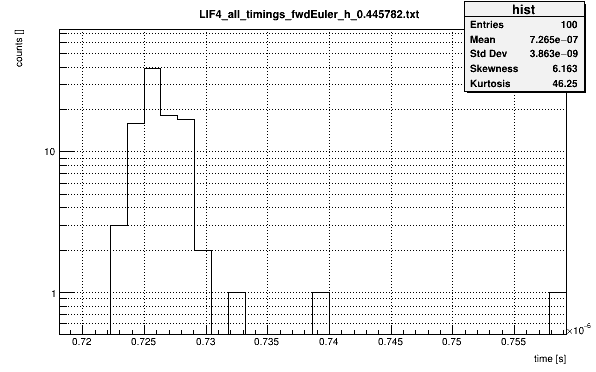 LIF4_all_timings_fwdEuler_h_0.445782.txt
hist
Entries 100
Mean 7.265e−07
Std Dev 3.863e−09
Skewness 6.163
Kurtosis 46.25
counts []
10
1
0.72 0.725 0.73 0.735 0.74 0.745 0.75 0.755
×10−6
time [s]